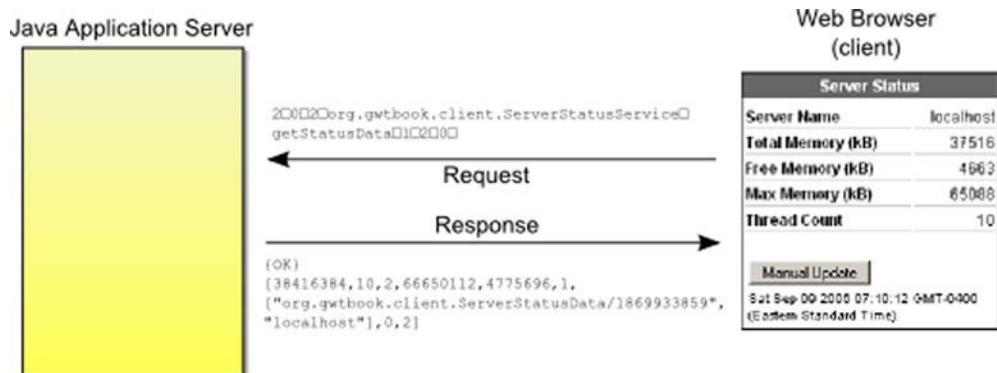 Java Application Server
Web Browser
(client)
2□0□2□org.gwtbook.client.ServerStatusService□
getStatusData□1□2□0□
Request
Response
{OK}
[38416384,10,2,66650112,4775696,1,
["org.gwtbook.client.ServerStatusData/1869933859",
"localhost"],0,2]
Server Status
Server Name localhost
Total Memory (kB) 37516
Free Memory (kB) 4663
Max Memory (kB) 65088
Thread Count 10
Manual Update
Sat Sep 09 2006 07:10:12 GMT-0400
(Eastern Standard Time)